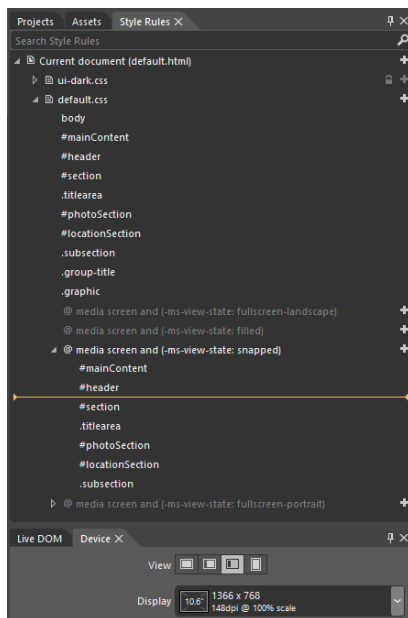 Projects Assets Style Rules
Search Style Rules
Current document (default.html)
ui-dark.css
default.css
body
#mainContent
#header
#section
.titlearea
#photoSection
#locationSection
.subsection
.group-title
.graphic
@ media screen and (-ms-view-state: fullscreen-landscape)
@ media screen and (-ms-view-state: filled)
@ media screen and (-ms-view-state: snapped)
#mainContent
#header
#section
.titlearea
#photoSection
#locationSection
.subsection
@ media screen and (-ms-view-state: fullscreen-portrait)
Live DOM Device
View
Display 10.6" 1366 x 768
148dpi @ 100% scale